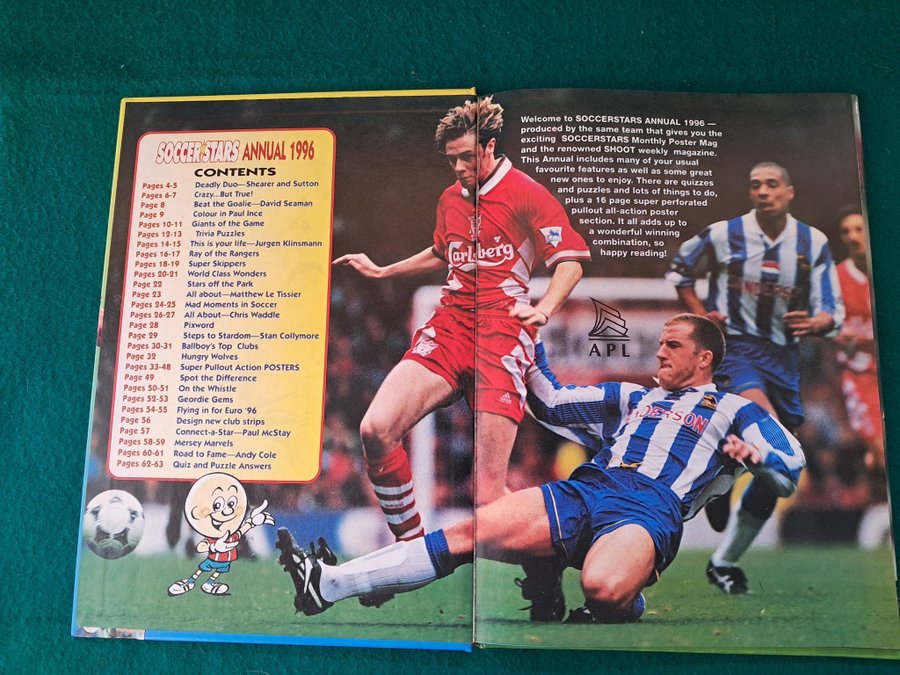 SOCCER STARS ANNUAL 1996
CONTENTS
Pages 4-5 Deadly Duo—Shearer and Sutton
Pages 6-7 Crazy...But True!
Page 8 Beat the Goalie—David Seaman
Page 9 Colour in Paul Ince
Pages 10-11 Giants of the Game
Pages 12-13 Trivia Puzzles
Pages 14-15 This is your life—Jurgen Klinsmann
Pages 16-17 Ray of the Rangers
Pages 18-19 Super Skippers
Pages 20-21 World Class Wonders
Page 22 Stars off the Park
Page 23 All about—Matthew Le Tissier
Pages 24-25 Mad Moments in Soccer
Pages 26-27 All About—Chris Waddle
Page 28 Pixword
Page 29 Steps to Stardom—Stan Collymore
Pages 30-31 Ballboy's Top Clubs
Page 32 Hungry Wolves
Pages 33-48 Super Pullout Action POSTERS
Page 49 Spot the Difference
Pages 50-51 On the Whistle
Pages 52-53 Geordie Gems
Pages 54-55 Flying in for Euro '96
Page 56 Design new club strips
Page 57 Connect-a-Star—Paul McStay
Pages 58-59 Mersey Marvels
Pages 60-61 Road to Fame—Andy Cole
Pages 62-63 Quiz and Puzzle Answers
Welcome to SOCCERSTARS ANNUAL 1996 —
produced by the same team that gives you the
exciting SOCCERSTARS Monthly Poster Mag
and the renowned SHOOT weekly magazine.
This Annual includes many of your usual
favourite features as well as some great
new ones to enjoy. There are quizzes
and puzzles and lots of things to do,
plus a 16 page super perforated
pullout all-action poster
section. It all adds up to
a wonderful winning
combination, so
happy reading!
Carlsberg
adidas
APL